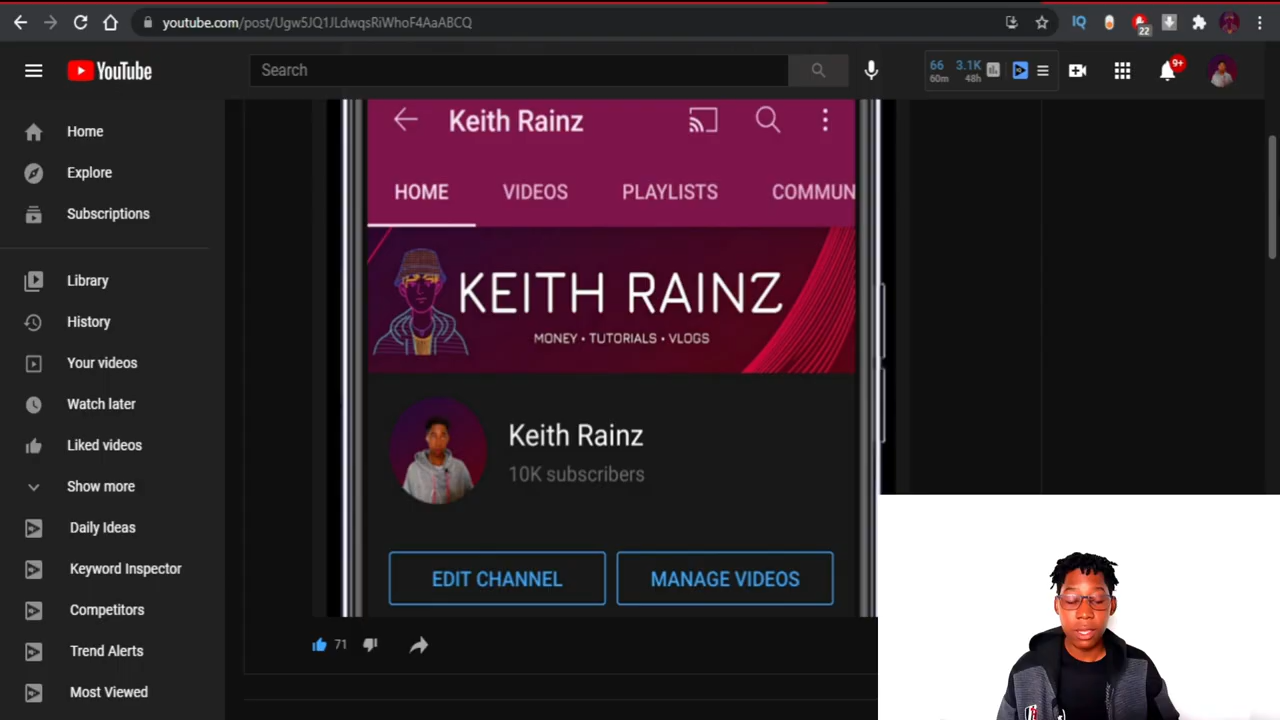 youtube.com/post/Ugw5JQ1JLdwqsRiWhoF4AaABCQ
IQ
22
YouTube
Search
66 3.1K
60m 48h
9+
Home
Explore
Subscriptions
Library
History
Your videos
Watch later
Liked videos
Show more
Daily Ideas
Keyword Inspector
Competitors
Trend Alerts
Most Viewed
Keith Rainz
HOME VIDEOS PLAYLISTS COMMUN
KEITH RAINZ
MONEY • TUTORIALS • VLOGS
Keith Rainz
10K subscribers
EDIT CHANNEL MANAGE VIDEOS
71